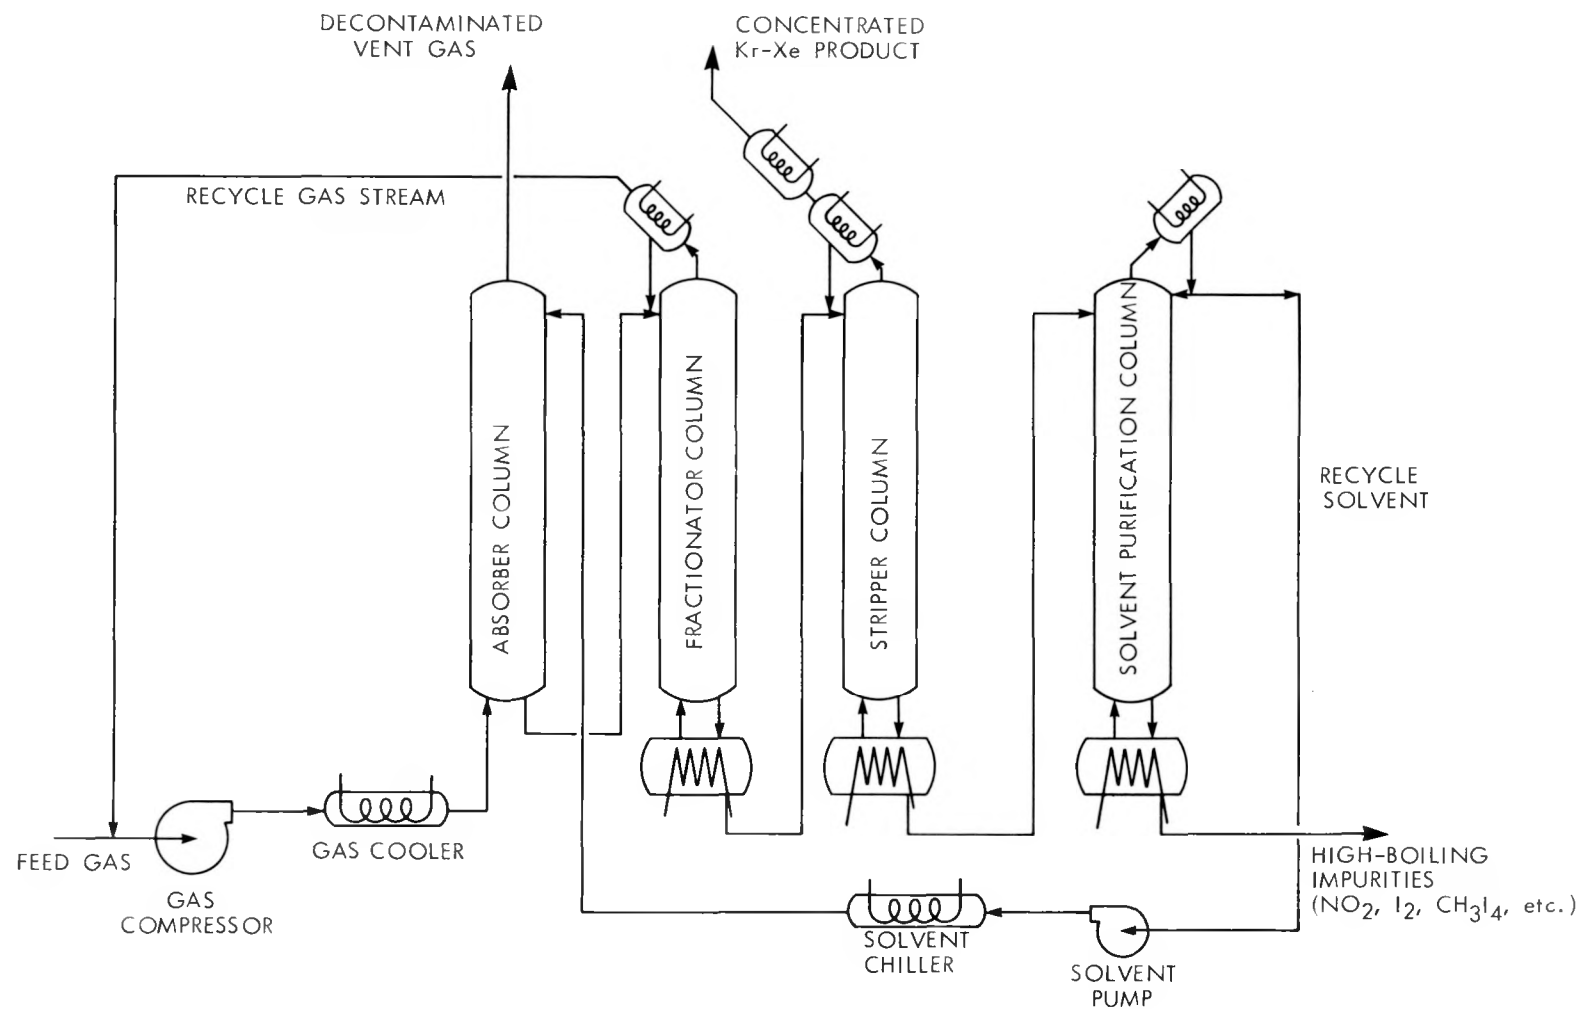 DECONTAMINATED
VENT GAS
CONCENTRATED
Kr-Xe PRODUCT
RECYCLE GAS STREAM
ABSORBER COLUMN
FRACTIONATOR COLUMN
STRIPPER COLUMN
SOLVENT PURIFICATION COLUMN
RECYCLE
SOLVENT
FEED GAS
GAS
COMPRESSOR
GAS COOLER
SOLVENT
CHILLER
SOLVENT
PUMP
HIGH-BOILING
IMPURITIES
(NO2, I2, CH3I4, etc.)